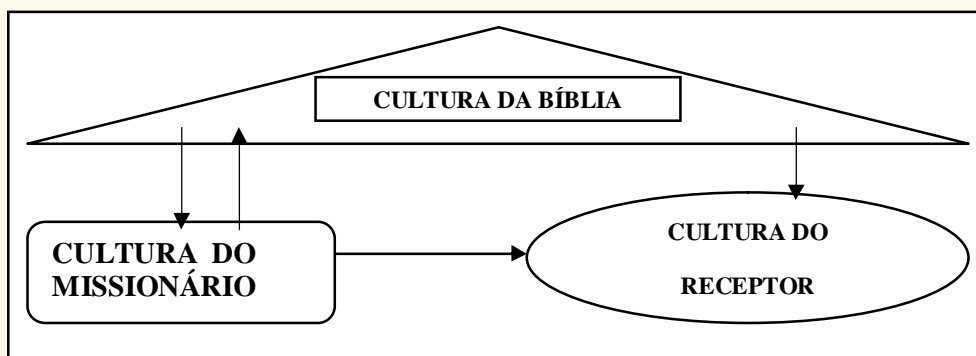 CULTURA DA BÍBLIA
CULTURA DO
MISSIONÁRIO
CULTURA DO
RECEPTOR